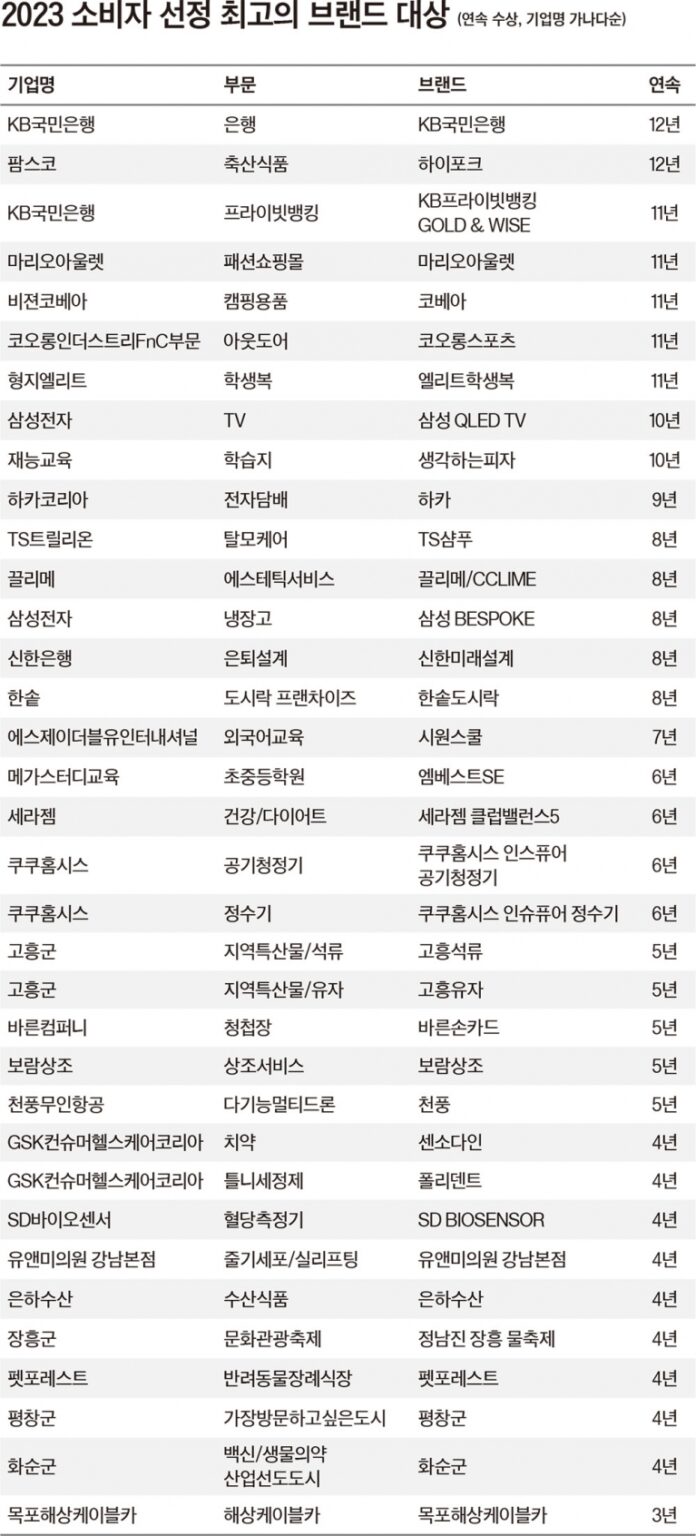 2023 소비자 선정 최고의 브랜드 대상 (연속 수상, 기업명 가나다순)
기업명 부문 브랜드 연속
KB국민은행 은행 KB국민은행 12년
팜스코 축산식품 하이포크 12년
KB국민은행 프라이빗뱅킹 KB프라이빗뱅킹 11년
GOLD & WISE
마리오아울렛 패션쇼핑몰 마리오아울렛 11년
비젼코베아 캠핑용품 코베아 11년
코오롱인더스트리FnC부문 아웃도어 코오롱스포츠 11년
형지엘리트 학생복 엘리트학생복 11년
삼성전자 TV 삼성 QLED TV 10년
재능교육 학습지 생각하는피자 10년
하카코리아 전자담배 하카 9년
TS트릴리온 탈모케어 TS샴푸 8년
끌리메 에스테틱서비스 끌리메/CCLIME 8년
삼성전자 냉장고 삼성 BESPOKE 8년
신한은행 은퇴설계 신한미래설계 8년
한솥 도시락 프랜차이즈 한솥도시락 8년
에스제이더블유인터내셔널 외국어교육 시원스쿨 7년
메가스터디교육 초중등학원 엠베스트SE 6년
세라젬 건강/다이어트 세라젬 클럽밸런스5 6년
쿠쿠홈시스 공기청정기 쿠쿠홈시스 인스퓨어 6년
공기청정기
쿠쿠홈시스 정수기 쿠쿠홈시스 인슈퓨어 정수기 6년
고흥군 지역특산물/석류 고흥석류 5년
고흥군 지역특산물/유자 고흥유자 5년
바른컴퍼니 청첩장 바른손카드 5년
보람상조 상조서비스 보람상조 5년
천풍무인항공 다기능멀티드론 천풍 5년
GSK컨슈머헬스케어코리아 치약 센소다인 4년
GSK컨슈머헬스케어코리아 틀니세정제 폴리덴트 4년
SD바이오센서 혈당측정기 SD BIOSENSOR 4년
유앤미의원 강남본점 줄기세포/실리프팅 유앤미의원 강남본점 4년
은하수산 수산식품 은하수산 4년
장흥군 문화관광축제 정남진 장흥 물축제 4년
펫포레스트 반려동물장례식장 펫포레스트 4년
평창군 가장방문하고싶은도시 평창군 4년
화순군 백신/생물의약 화순군 4년
산업선도도시
목포해상케이블카 해상케이블카 목포해상케이블카 3년